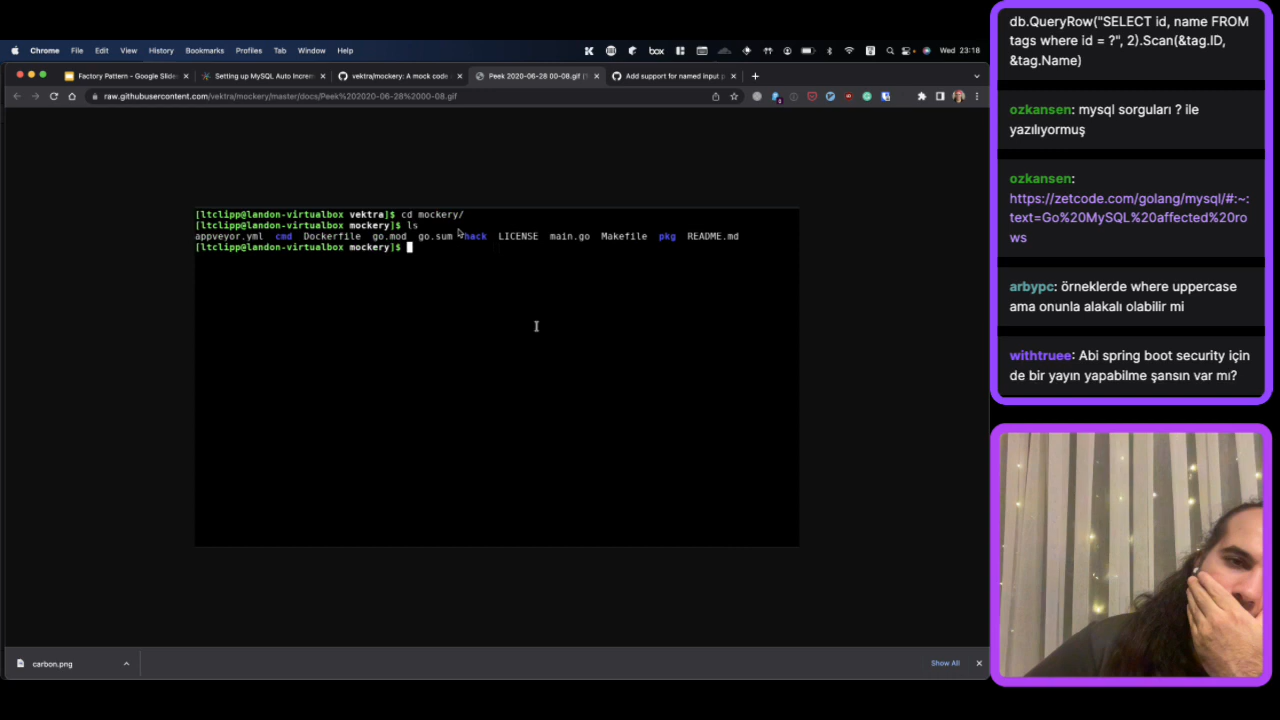 Chrome File Edit View History Bookmarks Profiles Tab Window Help box Wed 23:18
Factory Pattern - Google Slide
Setting up MySQL Auto Increm
vektra/mockery: A mock code
Peek 2020-06-28 00-08.gif (1
Add support for named input p
raw.githubusercontent.com/vektra/mockery/master/docs/Peek%202020-06-28%2000-08.gif
[ltclipp@landon-virtualbox vektra]$ cd mockery/
[ltclipp@landon-virtualbox mockery]$ ls
appveyor.yml cmd Dockerfile go.mod go.sum hack LICENSE main.go Makefile pkg README.md
[ltclipp@landon-virtualbox mockery]$
carbon.png
Show All
db.QueryRow("SELECT id, name FROM
tags where id = ?", 2).Scan(&tag.ID,
&tag.Name)
ozkansen: mysql sorguları ? ile
yazılıyormuş
ozkansen:
https://zetcode.com/golang/mysql/#:~:
text=Go%20MySQL%20affected%20ro
ws
arbypc: örneklerde where uppercase
ama onunla alakalı olabilir mi
withtruee: Abi spring boot security için
de bir yayın yapabilme şansın var mı?